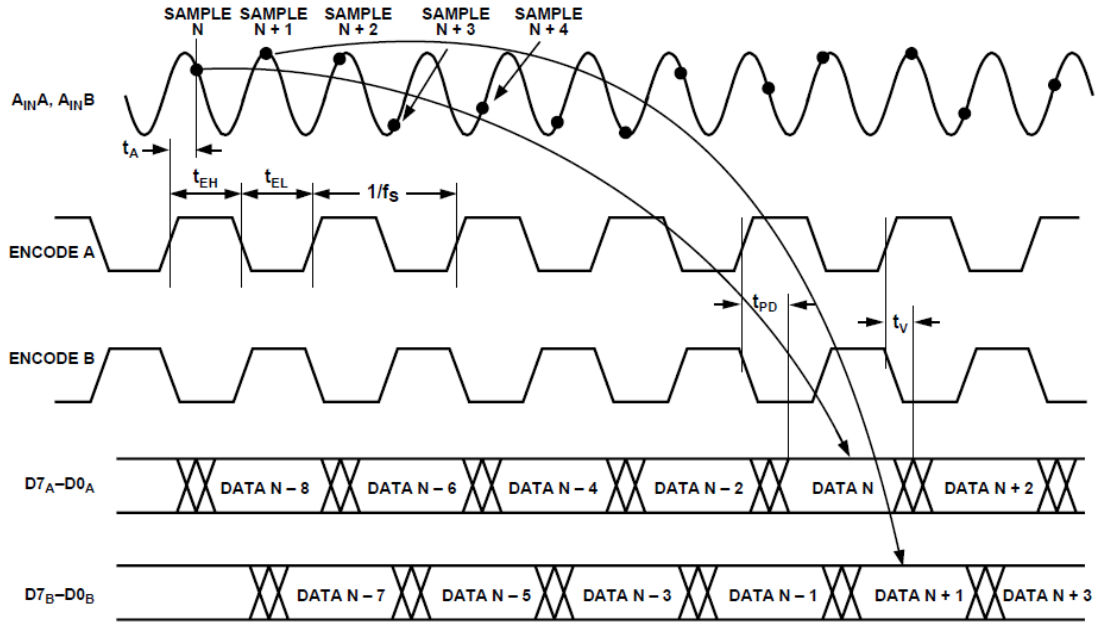 SAMPLE N
SAMPLE N + 1
SAMPLE N + 2
SAMPLE N + 3
SAMPLE N + 4
AINA, AINB
tA
tEH
tEL
1/fS
ENCODE A
tPD
tV
ENCODE B
D7A–D0A
DATA N – 8
DATA N – 6
DATA N – 4
DATA N – 2
DATA N
DATA N + 2
D7B–D0B
DATA N – 7
DATA N – 5
DATA N – 3
DATA N – 1
DATA N + 1
DATA N + 3